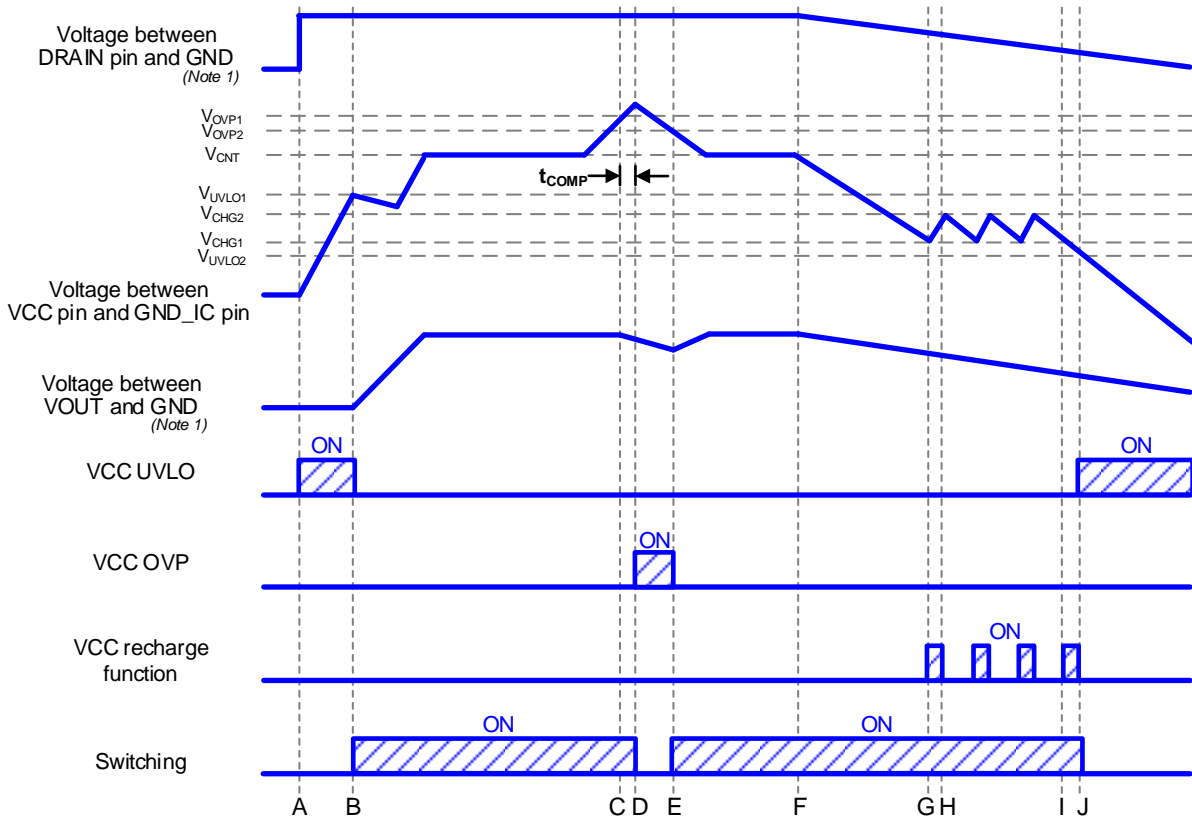 Voltage between
DRAIN pin and GND
(Note 1)
VOVP1
VOVP2
VCNT
tCOMP
VUVLO1
VCHG2
VCHG1
VUVLO2
Voltage between
VCC pin and GND_IC pin
Voltage between
VOUT and GND
(Note 1)
ON
ON
VCC UVLO
ON
VCC OVP
VCC recharge
function
ON
ON
ON
Switching
A B C D E F G H I J